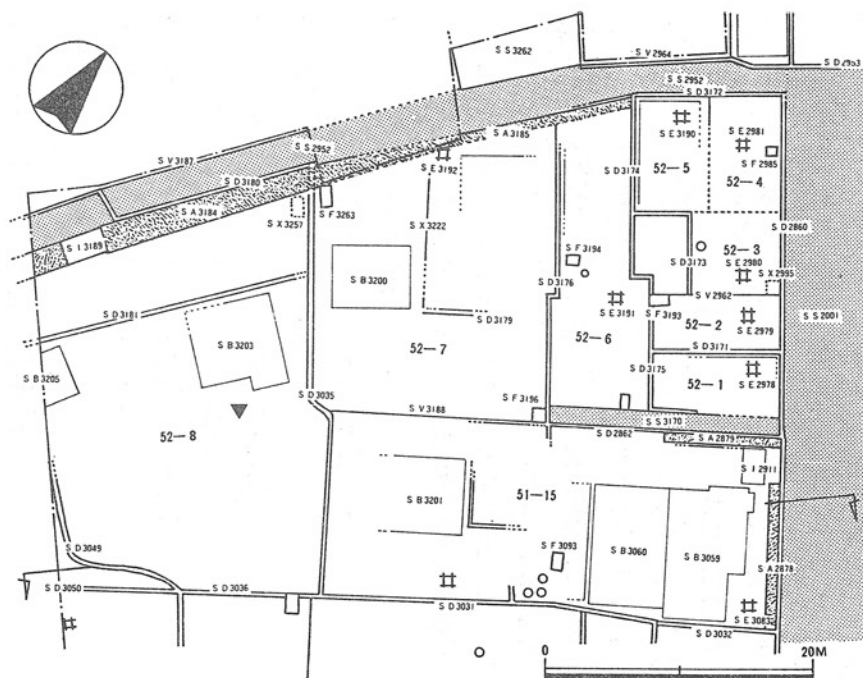 S S 3262
S V 2964
S D 2953
S S 2952
S D 3172
S A 3185
S E 3190
S E 2981
S V 3187
S S 2952
S E 3192
S D 3174
52—5
S F 2985
52—4
S D 3180
S A 3184
S F 3263
S X 3257
S X 3222
S D 2860
S I 3189
52—3
S F 3194
S D 3173
S E 2980
S X 2995
S B 3200
S D 3176
S V 2962
S D 3181
S E 3191
S F 3193
S S 2001
S D 3179
52—2
S E 2979
S B 3203
52—6
S D 3171
52—7
S B 3205
S D 3175
S E 2978
52—1
S D 3035
S F 3196
S V 3188
S S 3170
52—8
S D 2862
S A 2879
S I 2911
51—15
S B 3201
S F 3093
S B 3060
S B 3059
S D 3049
S A 2878
S D 3050
S D 3036
S D 3031
S E 3083
S D 3032
0 20M